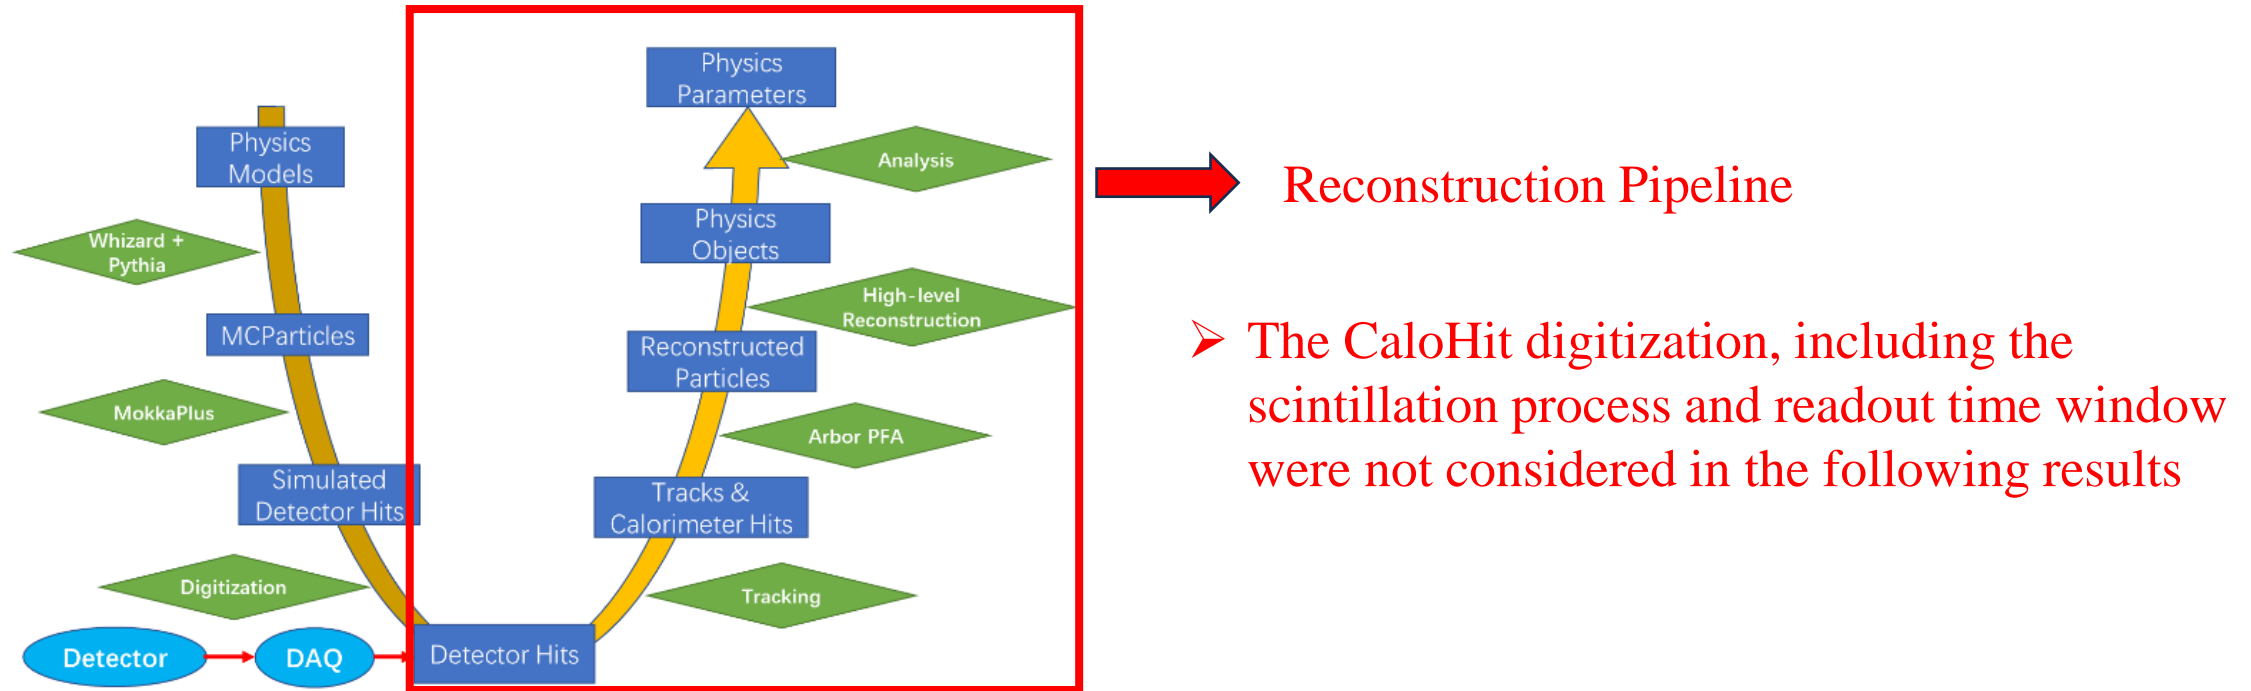 Physics
Models
Whizard +
Pythia
MCParticles
MokkaPlus
Simulated
Detector Hits
Digitization
Detector
DAQ
Detector Hits
Tracking
Tracks &
Calorimeter Hits
Arbor PFA
Reconstructed
Particles
High-level
Reconstruction
Physics
Objects
Analysis
Physics
Parameters
Reconstruction Pipeline
➢ The CaloHit digitization, including the
scintillation process and readout time window
were not considered in the following results